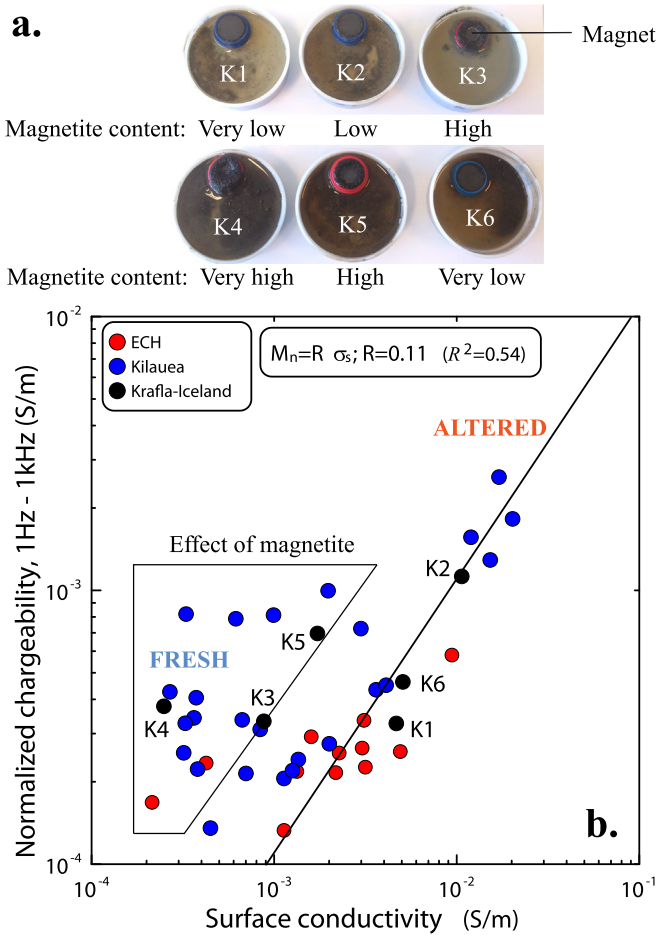 a.
K1 K2 K3 Magnet
Magnetite content: Very low Low High
K4 K5 K6
Magnetite content: Very high High Very low
10⁻²
ECH
Kilauea
Krafla-Iceland
Mₙ=R σₛ; R=0.11 (R²=0.54)
ALTERED
Effect of magnetite
K2
10⁻³
K5
FRESH
K3
K6
K4
K1
b.
10⁻⁴
10⁻⁴ 10⁻³ 10⁻² 10⁻¹
Surface conductivity (S/m)
Normalized chargeability, 1Hz - 1kHz (S/m)